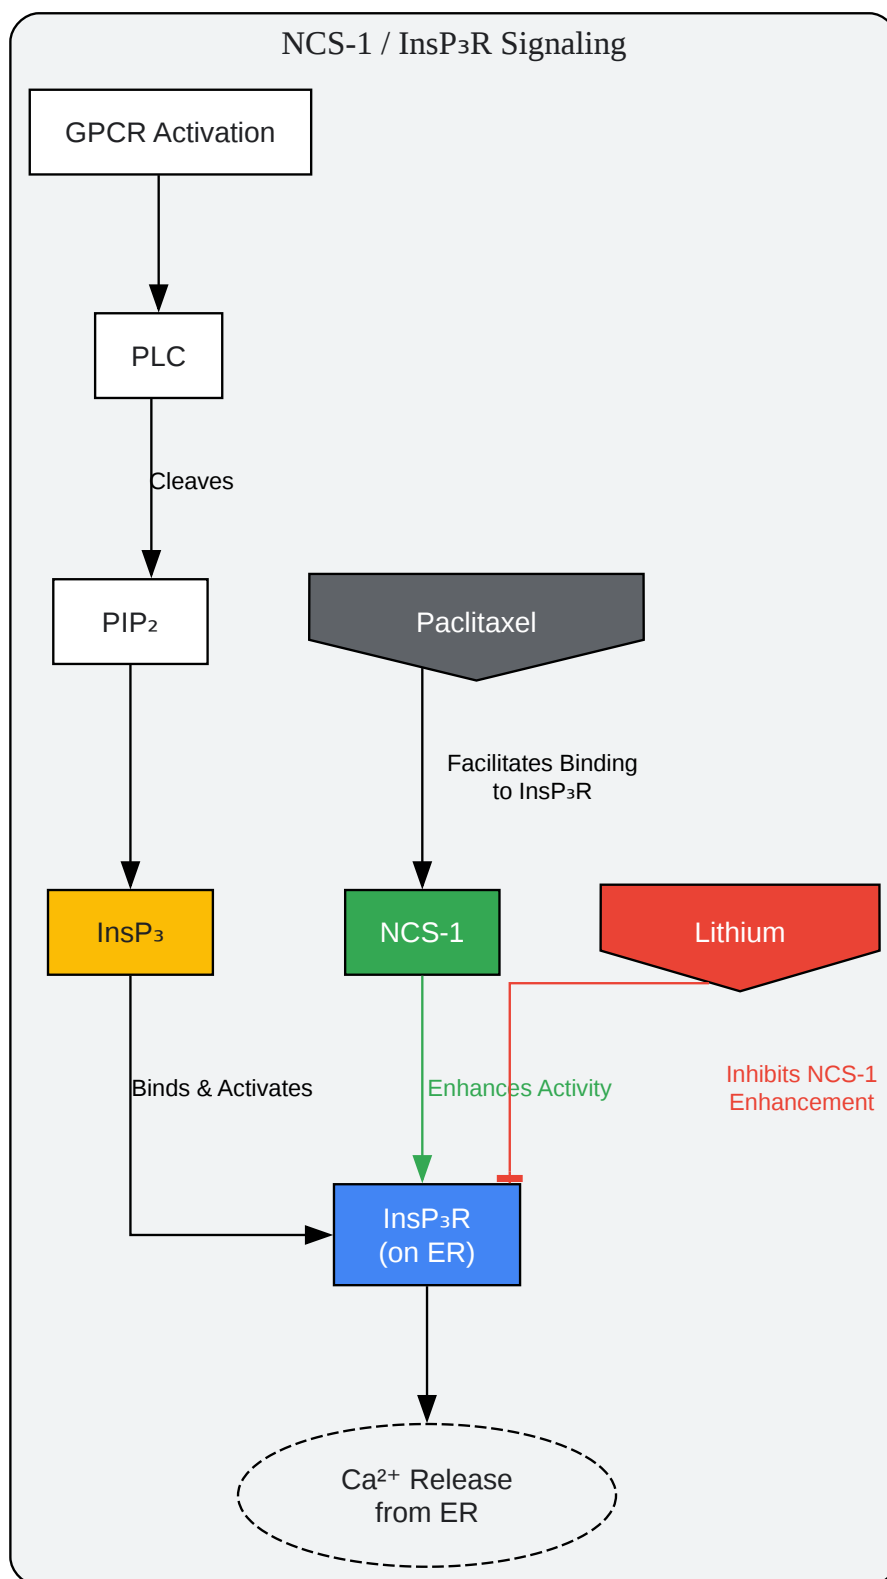 NCS-1 / InsP₃R Signaling
GPCR Activation
PLC
Cleaves
PIP₂
Paclitaxel
Facilitates Binding
to InsP₃R
InsP₃
NCS-1
Lithium
Binds & Activates
Enhances Activity
Inhibits NCS-1
Enhancement
InsP₃R
(on ER)
Ca²⁺ Release
from ER